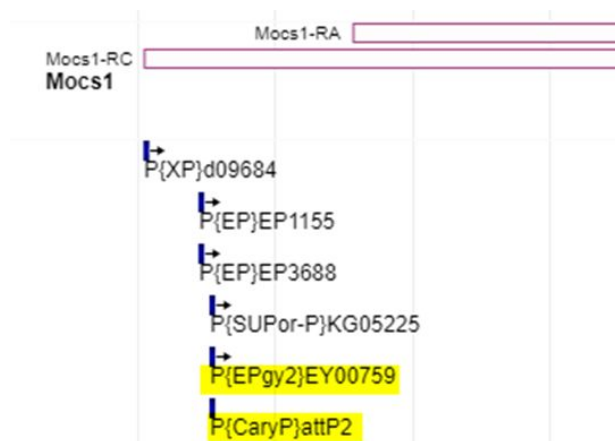 Mocs1-RA
Mocs1-RC
Mocs1
P{XP}d09684
P{EP}EP1155
P{EP}EP3688
P{SUPor-P}KG05225
P{EPgy2}EY00759
P{CaryP}attP2